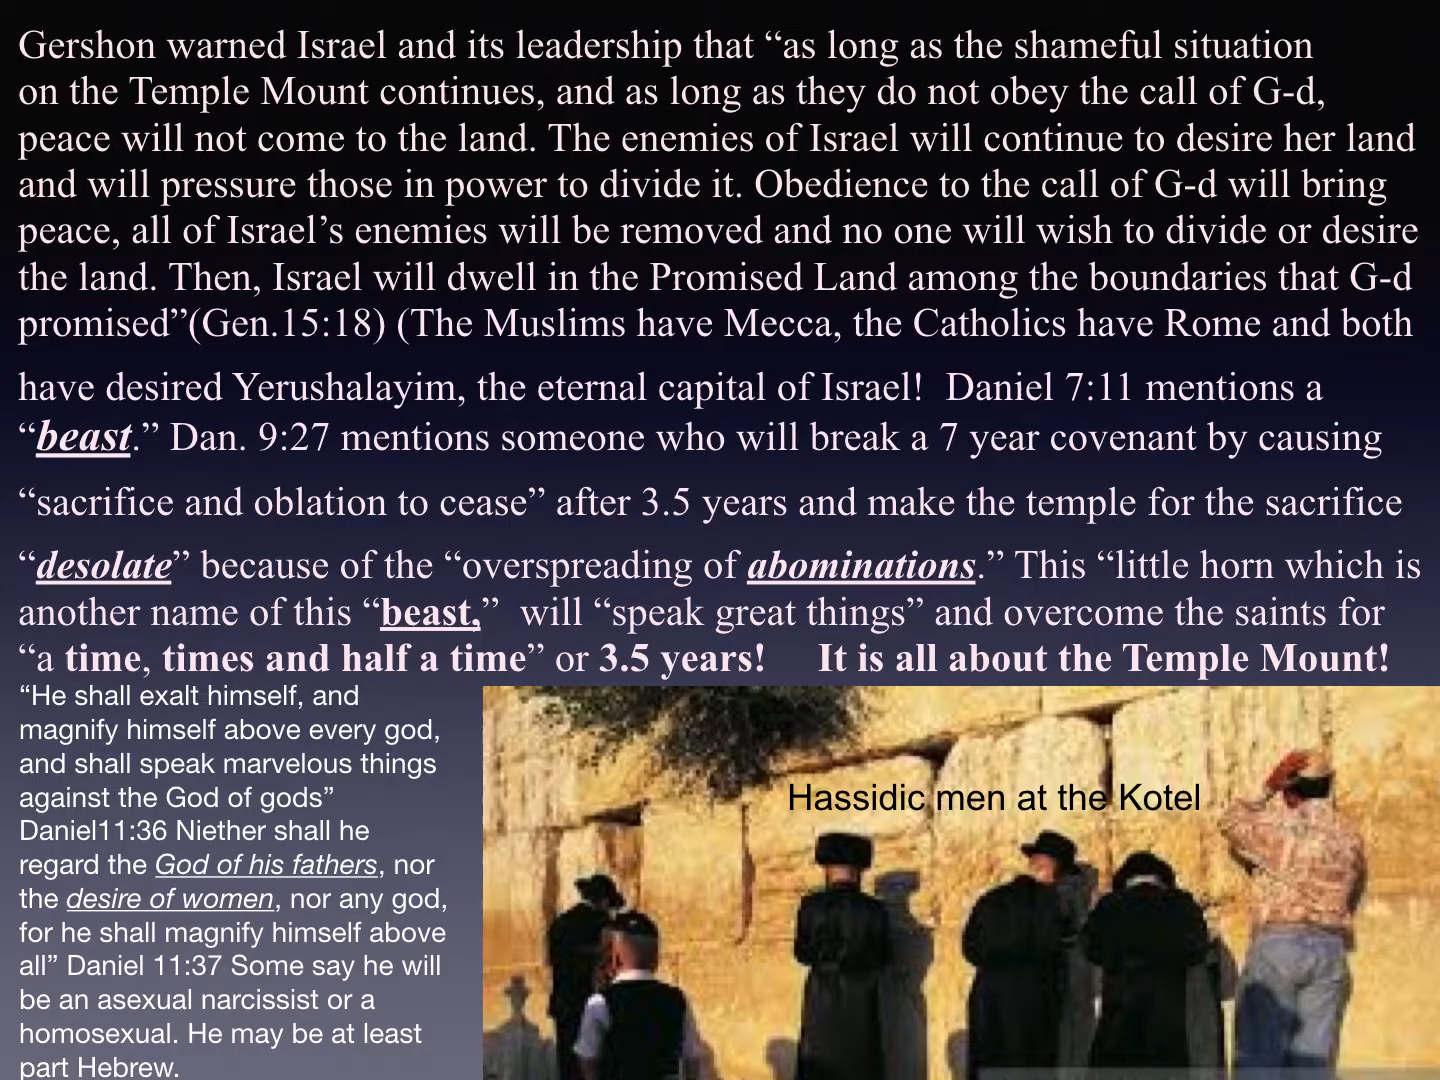 Gershon warned Israel and its leadership that “as long as the shameful situation
on the Temple Mount continues, and as long as they do not obey the call of G-d,
peace will not come to the land. The enemies of Israel will continue to desire her land
and will pressure those in power to divide it. Obedience to the call of G-d will bring
peace, all of Israel’s enemies will be removed and no one will wish to divide or desire
the land. Then, Israel will dwell in the Promised Land among the boundaries that G-d
promised”(Gen.15:18) (The Muslims have Mecca, the Catholics have Rome and both
have desired Yerushalayim, the eternal capital of Israel!  Daniel 7:11 mentions a
“beast.” Dan. 9:27 mentions someone who will break a 7 year covenant by causing
“sacrifice and oblation to cease” after 3.5 years and make the temple for the sacrifice
“desolate” because of the “overspreading of abominations.” This “little horn which is
another name of this “beast,”  will “speak great things” and overcome the saints for
“a time, times and half a time” or 3.5 years!    It is all about the Temple Mount!
“He shall exalt himself, and
magnify himself above every god,
and shall speak marvelous things
against the God of gods”
Daniel11:36 Niether shall he
regard the God of his fathers, nor
the desire of women, nor any god,
for he shall magnify himself above
all” Daniel 11:37 Some say he will
be an asexual narcissist or a
homosexual. He may be at least
part Hebrew.
Hassidic men at the Kotel